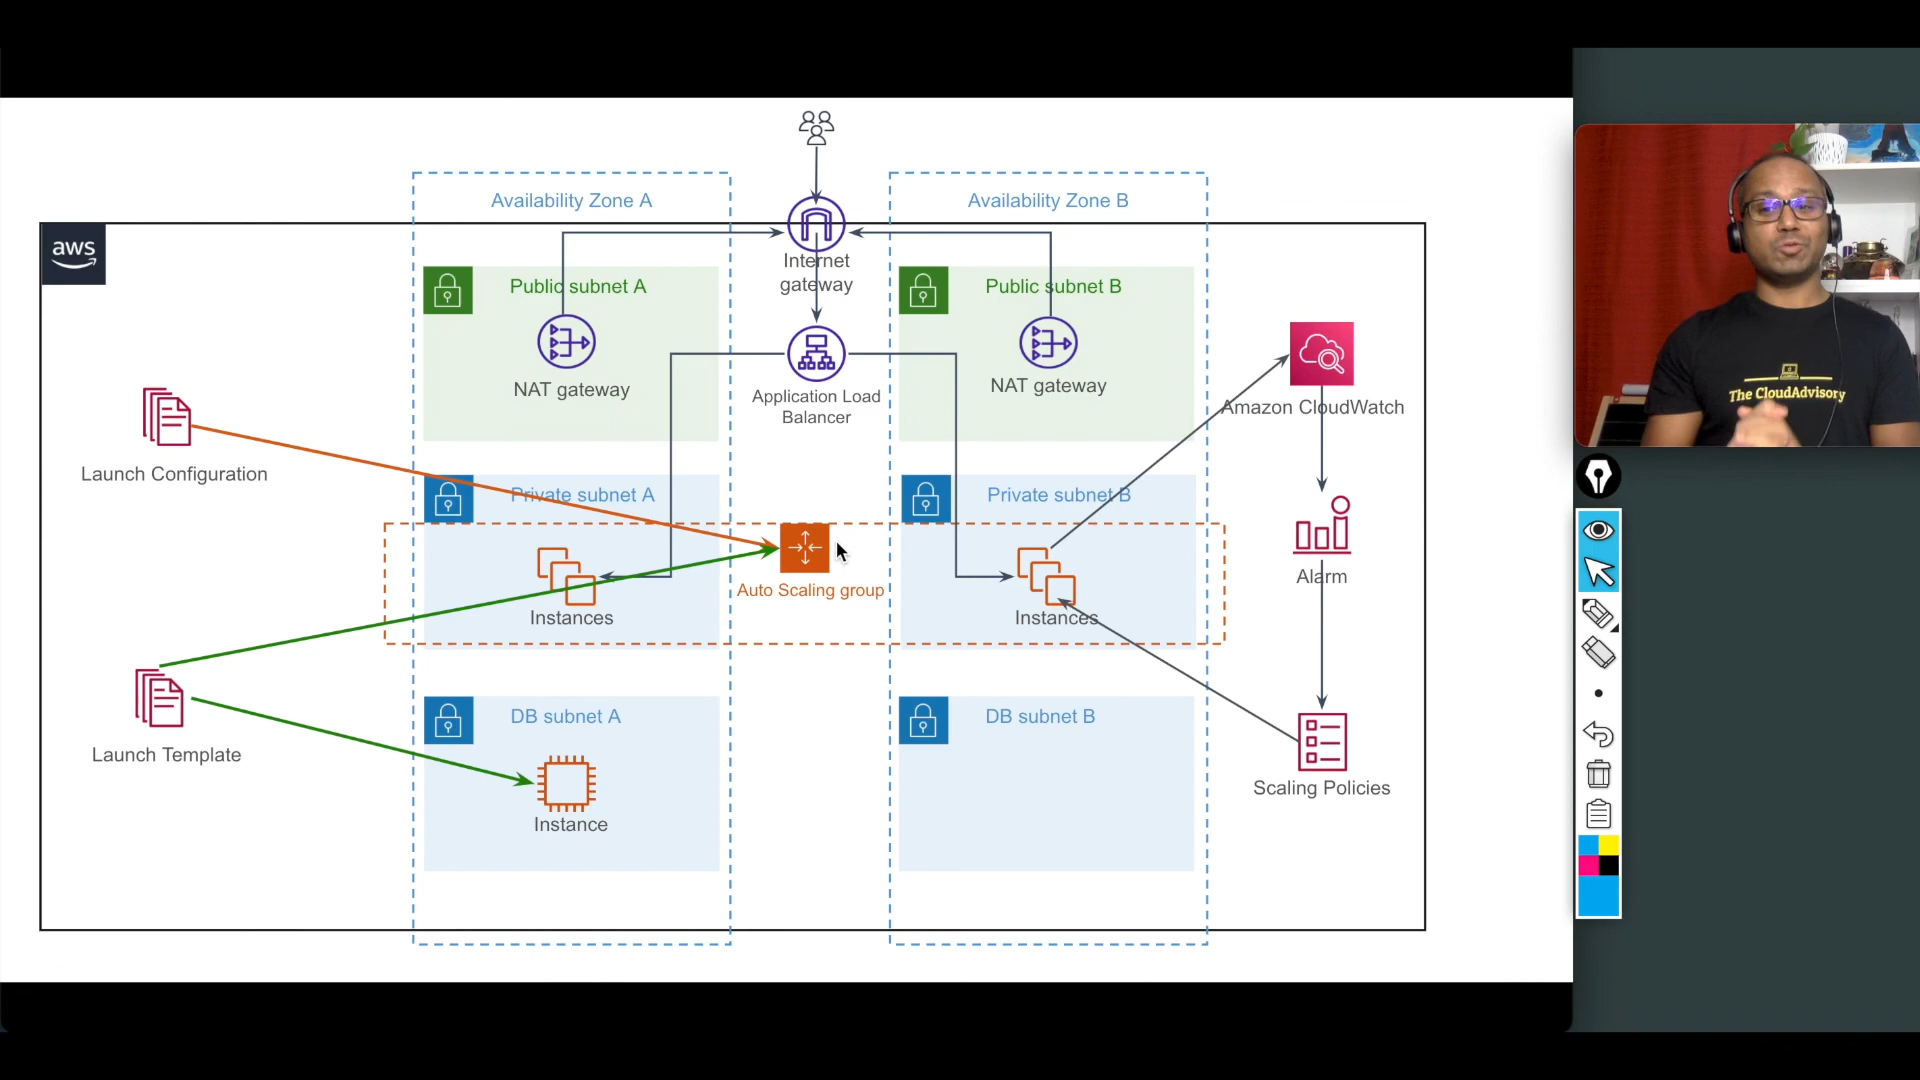 Availability Zone A
Availability Zone B
aws
Internet
gateway
Public subnet A
Public subnet B
NAT gateway
NAT gateway
Application Load
Balancer
Amazon CloudWatch
The CloudAdvisory
Launch Configuration
Private subnet A
Private subnet B
Auto Scaling group
Instances
Instances
Alarm
Launch Template
DB subnet A
DB subnet B
Instance
Scaling Policies